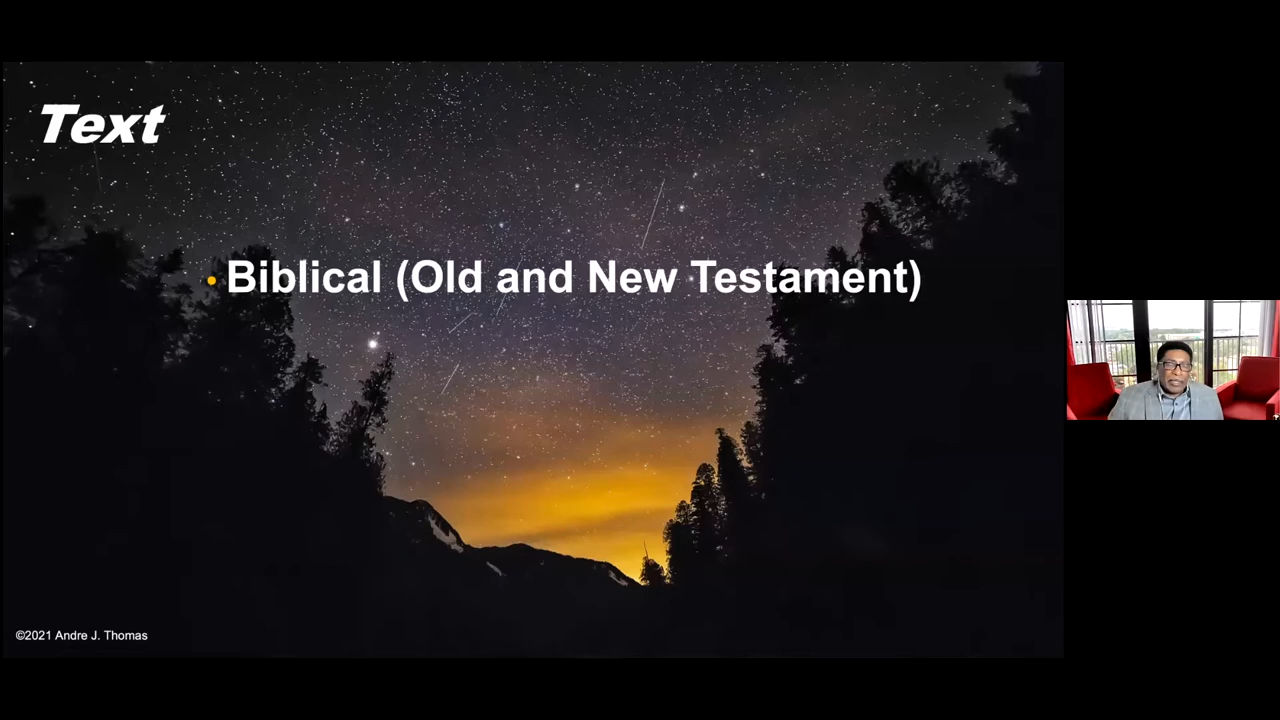 Text
• Biblical (Old and New Testament)
©2021 Andre J. Thomas